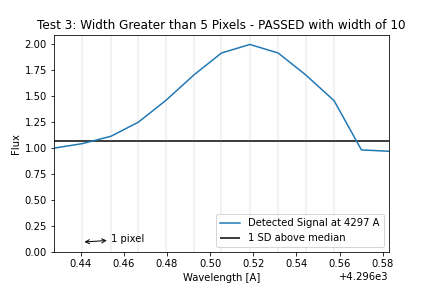 Test 3: Width Greater than 5 Pixels - PASSED with width of 10
2.00
1.75
1.50
1.25
1.00
0.75
0.50
0.25
0.00
Flux
1 pixel
Detected Signal at 4297 A
1 SD above median
0.44 0.46 0.48 0.50 0.52 0.54 0.56 0.58
Wavelength [A]
+4.296e3